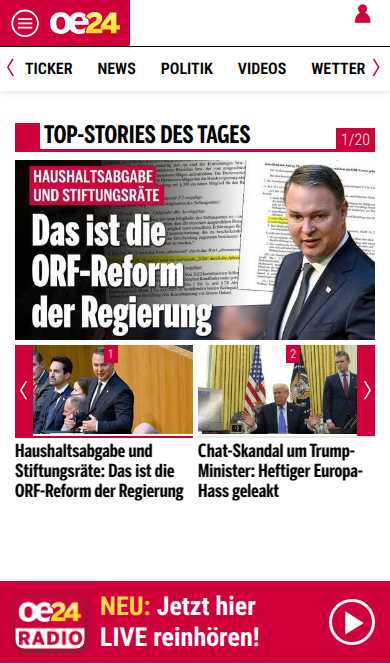 oe24
TICKER NEWS POLITIK VIDEOS WETTER
TOP-STORIES DES TAGES
1/20
HAUSHALTSABGABE
UND STIFTUNGSRÄTE
Das ist die
ORF-Reform
der Regierung
1
Haushaltsabgabe und
Stiftungsräte: Das ist die
ORF-Reform der Regierung
2
Chat-Skandal um Trump-
Minister: Heftiger Europa-
Hass geleakt
oe24
RADIO
NEU: Jetzt hier
LIVE reinhören!